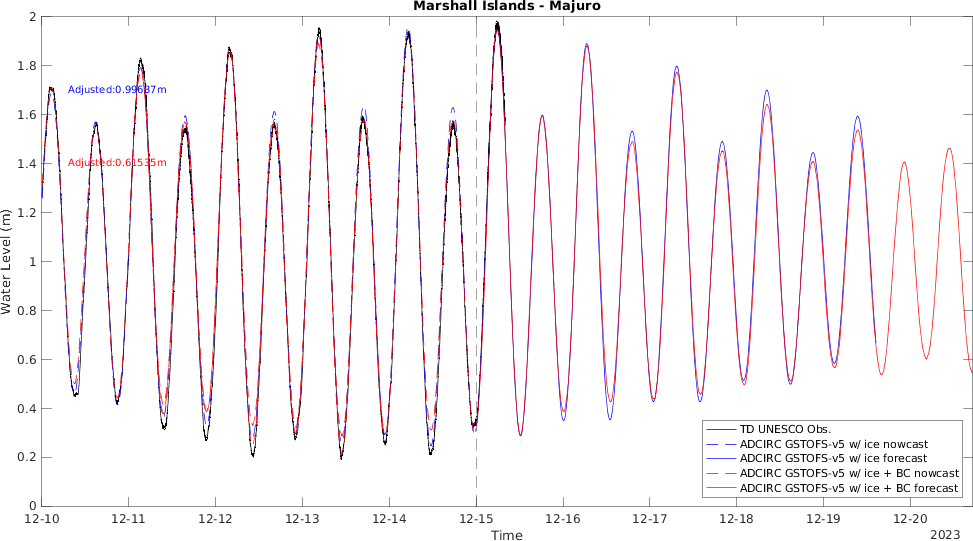 Marshall Islands - Majuro
2
1.8
1.6
1.4
1.2
1
0.8
0.6
0.4
0.2
0
Water Level (m)
Adjusted:0.99687m
Adjusted:0.61535m
TD UNESCO Obs.
ADCIRC GSTOFS-v5 w/ ice nowcast
ADCIRC GSTOFS-v5 w/ ice forecast
ADCIRC GSTOFS-v5 w/ ice + BC nowcast
ADCIRC GSTOFS-v5 w/ ice + BC forecast
12-10 12-11 12-12 12-13 12-14 12-15 12-16 12-17 12-18 12-19 12-20
Time
2023